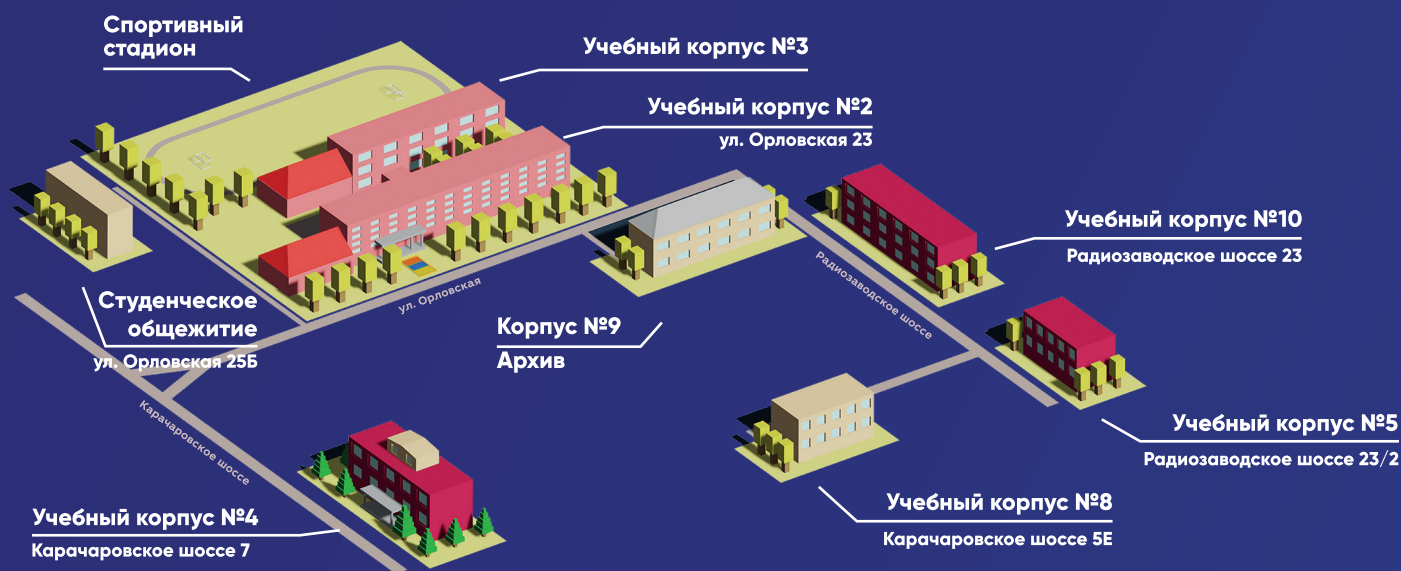 Спортивный
стадион
Учебный корпус №3
Учебный корпус №2
ул. Орловская 23
Учебный корпус №10
Радиозаводское шоссе 23
Радиозаводское шоссе
ул. Орловская
Студенческое
общежитие
ул. Орловская 25Б
Корпус №9
Архив
Карачаровское шоссе
Учебный корпус №5
Радиозаводское шоссе 23/2
Учебный корпус №8
Карачаровское шоссе 5Е
Учебный корпус №4
Карачаровское шоссе 7